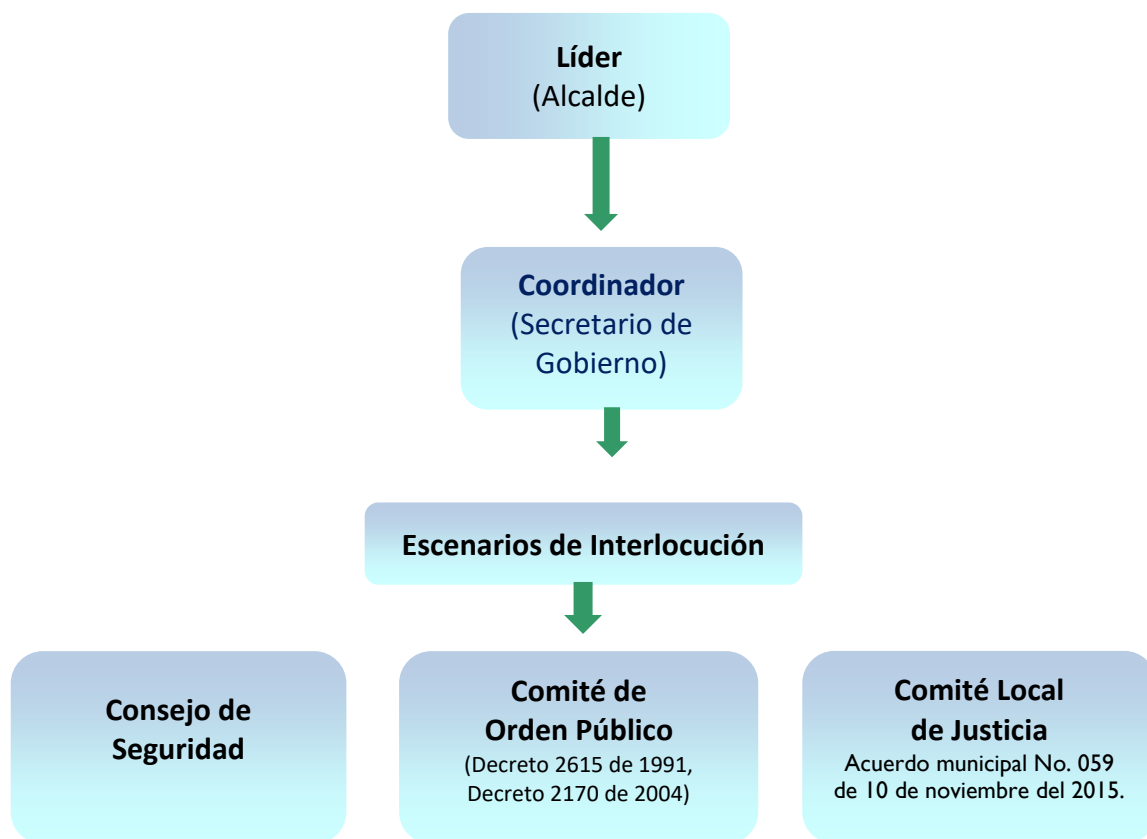 Líder
(Alcalde)
Coordinador
(Secretario de
Gobierno)
Escenarios de Interlocución
Consejo de
Seguridad
Comité de
Orden Público
(Decreto 2615 de 1991,
Decreto 2170 de 2004)
Comité Local
de Justicia
Acuerdo municipal No. 059
de 10 de noviembre del 2015.